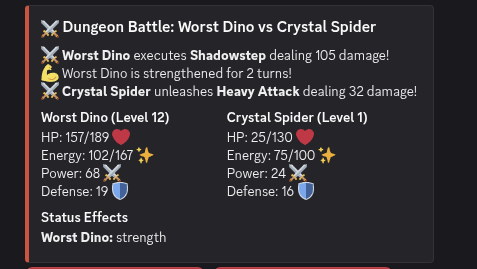 ⚔️ Dungeon Battle: Worst Dino vs Crystal Spider
⚔️ Worst Dino executes Shadowstep dealing 105 damage!
💪 Worst Dino is strengthened for 2 turns!
⚔️ Crystal Spider unleashes Heavy Attack dealing 32 damage!
Worst Dino (Level 12)
HP: 157/189 ❤️
Energy: 102/167 ✨
Power: 68 ⚔️
Defense: 19 🛡️
Crystal Spider (Level 1)
HP: 25/130 ❤️
Energy: 75/100 ✨
Power: 24 ⚔️
Defense: 16 🛡️
Status Effects
Worst Dino: strength